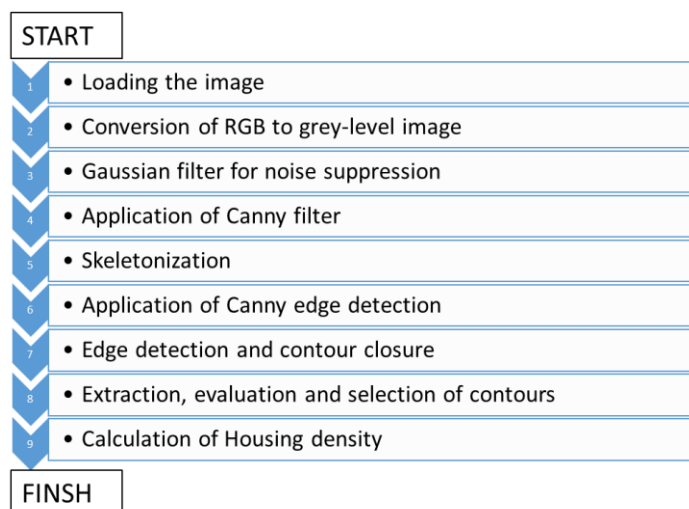 START
1 • Loading the image
2 • Conversion of RGB to grey-level image
3 • Gaussian filter for noise suppression
4 • Application of Canny filter
5 • Skeletonization
6 • Application of Canny edge detection
7 • Edge detection and contour closure
8 • Extraction, evaluation and selection of contours
9 • Calculation of Housing density
FINSH